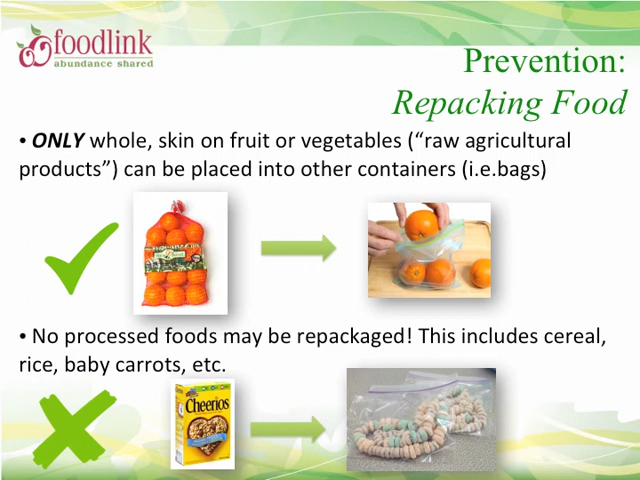 foodlink
abundance shared
Prevention:
Repacking Food
• ONLY whole, skin on fruit or vegetables (“raw agricultural
products”) can be placed into other containers (i.e.bags)
• No processed foods may be repackaged! This includes cereal,
rice, baby carrots, etc.
Cheerios